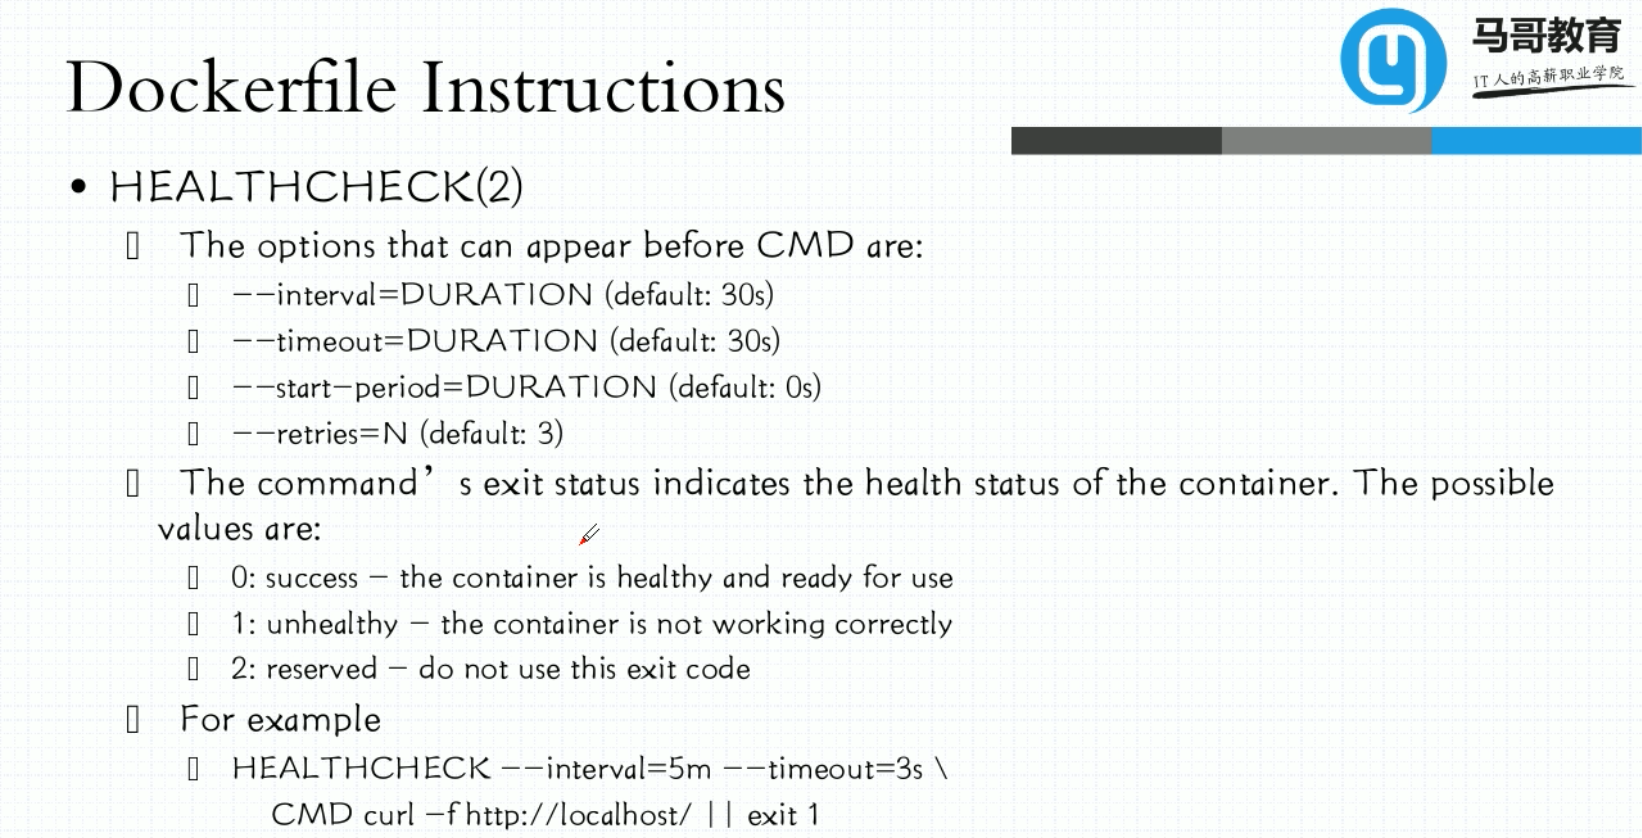 马哥教育
IT人的高薪职业学院
Dockerfile Instructions
• HEALTHCHECK(2)
The options that can appear before CMD are:
--interval=DURATION (default: 30s)
--timeout=DURATION (default: 30s)
--start-period=DURATION (default: 0s)
--retries=N (default: 3)
The command’s exit status indicates the health status of the container. The possible
values are:
0: success - the container is healthy and ready for use
1: unhealthy - the container is not working correctly
2: reserved - do not use this exit code
For example
HEALTHCHECK --interval=5m --timeout=3s \
CMD curl -f http://localhost/ || exit 1